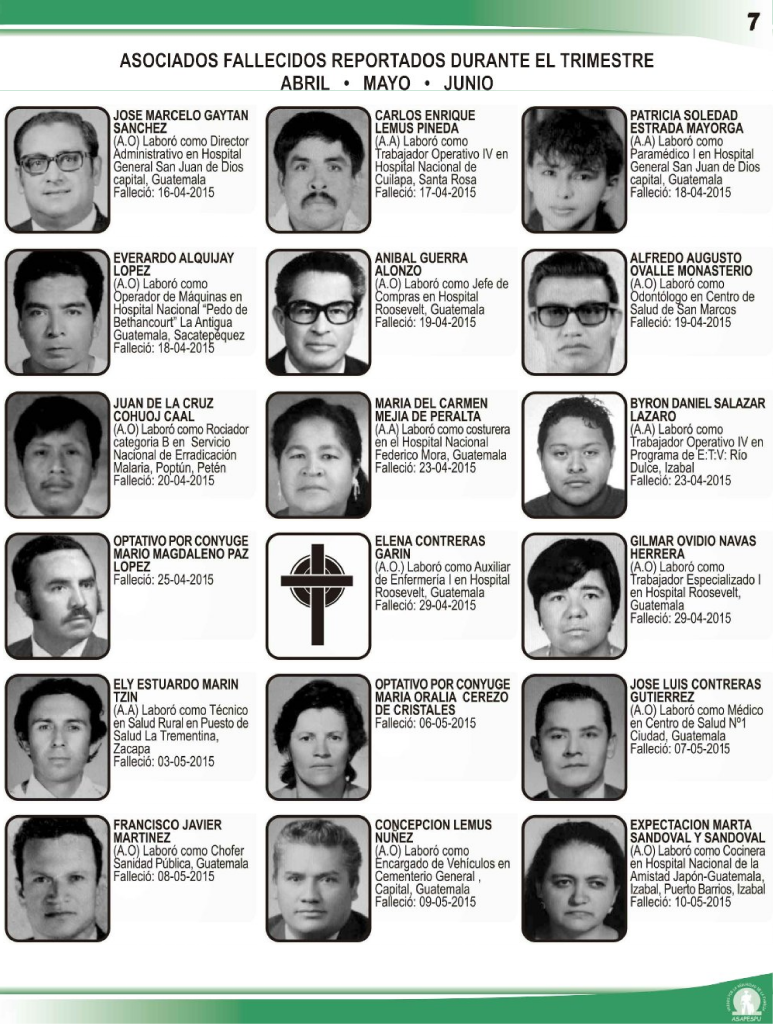 7
ASOCIADOS FALLECIDOS REPORTADOS DURANTE EL TRIMESTRE
ABRIL • MAYO • JUNIO
JOSE MARCELO GAYTAN
SANCHEZ
(A.O) Laboró como Director
Administrativo en Hospital
General San Juan de Dios
capital, Guatemala
Falleció: 16-04-2015
CARLOS ENRIQUE
LEMUS PINEDA
(A.A) Laboró como
Trabajador Operativo IV en
Hospital Nacional de
Cuilapa, Santa Rosa
Falleció: 17-04-2015
PATRICIA SOLEDAD
ESTRADA MAYORGA
(A.A) Laboró como
Paramédico I en Hospital
General San Juan de Dios
capital, Guatemala
Falleció: 18-04-2015
EVERARDO ALQUIJAY
LOPEZ
(A.O) Laboró como
Operador de Máquinas en
Hospital Nacional “Pedo de
Bethancourt” La Antigua
Guatemala, Sacatepéquez
Falleció: 18-04-2015
ANIBAL GUERRA
ALONZO
(A.O) Laboró como Jefe de
Compras en Hospital
Roosevelt, Guatemala
Falleció: 19-04-2015
ALFREDO AUGUSTO
OVALLE MONASTERIO
(A.O) Laboró como
Odontólogo en Centro de
Salud de San Marcos
Falleció: 19-04-2015
JUAN DE LA CRUZ
COHUOJ CAAL
(A.O) Laboró como Rociador
categoria B en Servicio
Nacional de Erradicación
Malaria, Poptún, Petén
Falleció: 20-04-2015
MARIA DEL CARMEN
MEJIA DE PERALTA
(A.A) Laboró como costurera
en el Hospital Nacional
Federico Mora, Guatemala
Falleció: 23-04-2015
BYRON DANIEL SALAZAR
LAZARO
(A.A) Laboró como
Trabajador Operativo IV en
Programa de E:T:V: Río
Dulce, Izabal
Falleció: 23-04-2015
OPTATIVO POR CONYUGE
MARIO MAGDALENO PAZ
LOPEZ
Falleció: 25-04-2015
ELENA CONTRERAS
GARIN
(A.O.) Laboró como Auxiliar
de Enfermería I en Hospital
Roosevelt, Guatemala
Falleció: 29-04-2015
GILMAR OVIDIO NAVAS
HERRERA
(A.O) Laboró como
Trabajador Especializado I
en Hospital Roosevelt,
Guatemala
Falleció: 29-04-2015
ELY ESTUARDO MARIN
TZIN
(A.A) Laboró como Técnico
en Salud Rural en Puesto de
Salud La Trementina,
Zacapa
Falleció: 03-05-2015
OPTATIVO POR CONYUGE
MARIA ORALIA CEREZO
DE CRISTALES
Falleció: 06-05-2015
JOSE LUIS CONTRERAS
GUTIERREZ
(A.O) Laboró como Médico
en Centro de Salud Nº1
Ciudad, Guatemala
Falleció: 07-05-2015
FRANCISCO JAVIER
MARTINEZ
(A.O) Laboró como Chofer
Sanidad Pública, Guatemala
Falleció: 08-05-2015
CONCEPCION LEMUS
NUÑEZ
(A.O) Laboró como
Encargado de Vehículos en
Cementerio General ,
Capital, Guatemala
Falleció: 09-05-2015
EXPECTACION MARTA
SANDOVAL Y SANDOVAL
(A.O) Laboró como Cocinera
en Hospital Nacional de la
Amistad Japón-Guatemala,
Izabal, Puerto Barrios, Izabal
Falleció: 10-05-2015